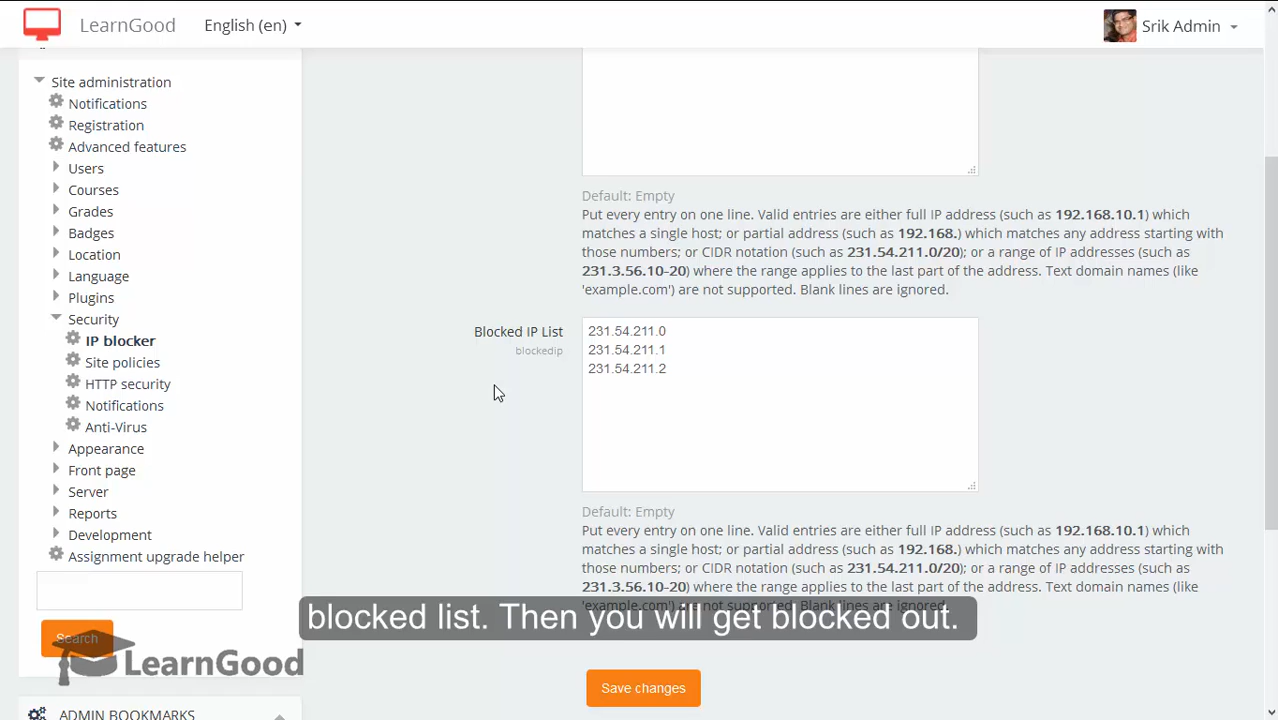 LearnGood
English (en)
Srik Admin
Site administration
Notifications
Registration
Advanced features
Users
Courses
Grades
Badges
Location
Language
Plugins
Security
IP blocker
Site policies
HTTP security
Notifications
Anti-Virus
Appearance
Front page
Server
Reports
Development
Assignment upgrade helper
Search
LearnGood
ADMIN BOOKMARKS
Default: Empty
Put every entry on one line. Valid entries are either full IP address (such as 192.168.10.1) which
matches a single host; or partial address (such as 192.168.) which matches any address starting with
those numbers; or CIDR notation (such as 231.54.211.0/20); or a range of IP addresses (such as
231.3.56.10-20) where the range applies to the last part of the address. Text domain names (like
'example.com') are not supported. Blank lines are ignored.
Blocked IP List
blockedip
231.54.211.0
231.54.211.1
231.54.211.2
Default: Empty
Put every entry on one line. Valid entries are either full IP address (such as 192.168.10.1) which
matches a single host; or partial address (such as 192.168.) which matches any address starting with
those numbers; or CIDR notation (such as 231.54.211.0/20); or a range of IP addresses (such as
231.3.56.10-20) where the range applies to the last part of the address. Text domain names (like
'example.com') are not supported. Blank lines are ignored.
blocked list. Then you will get blocked out.
Save changes